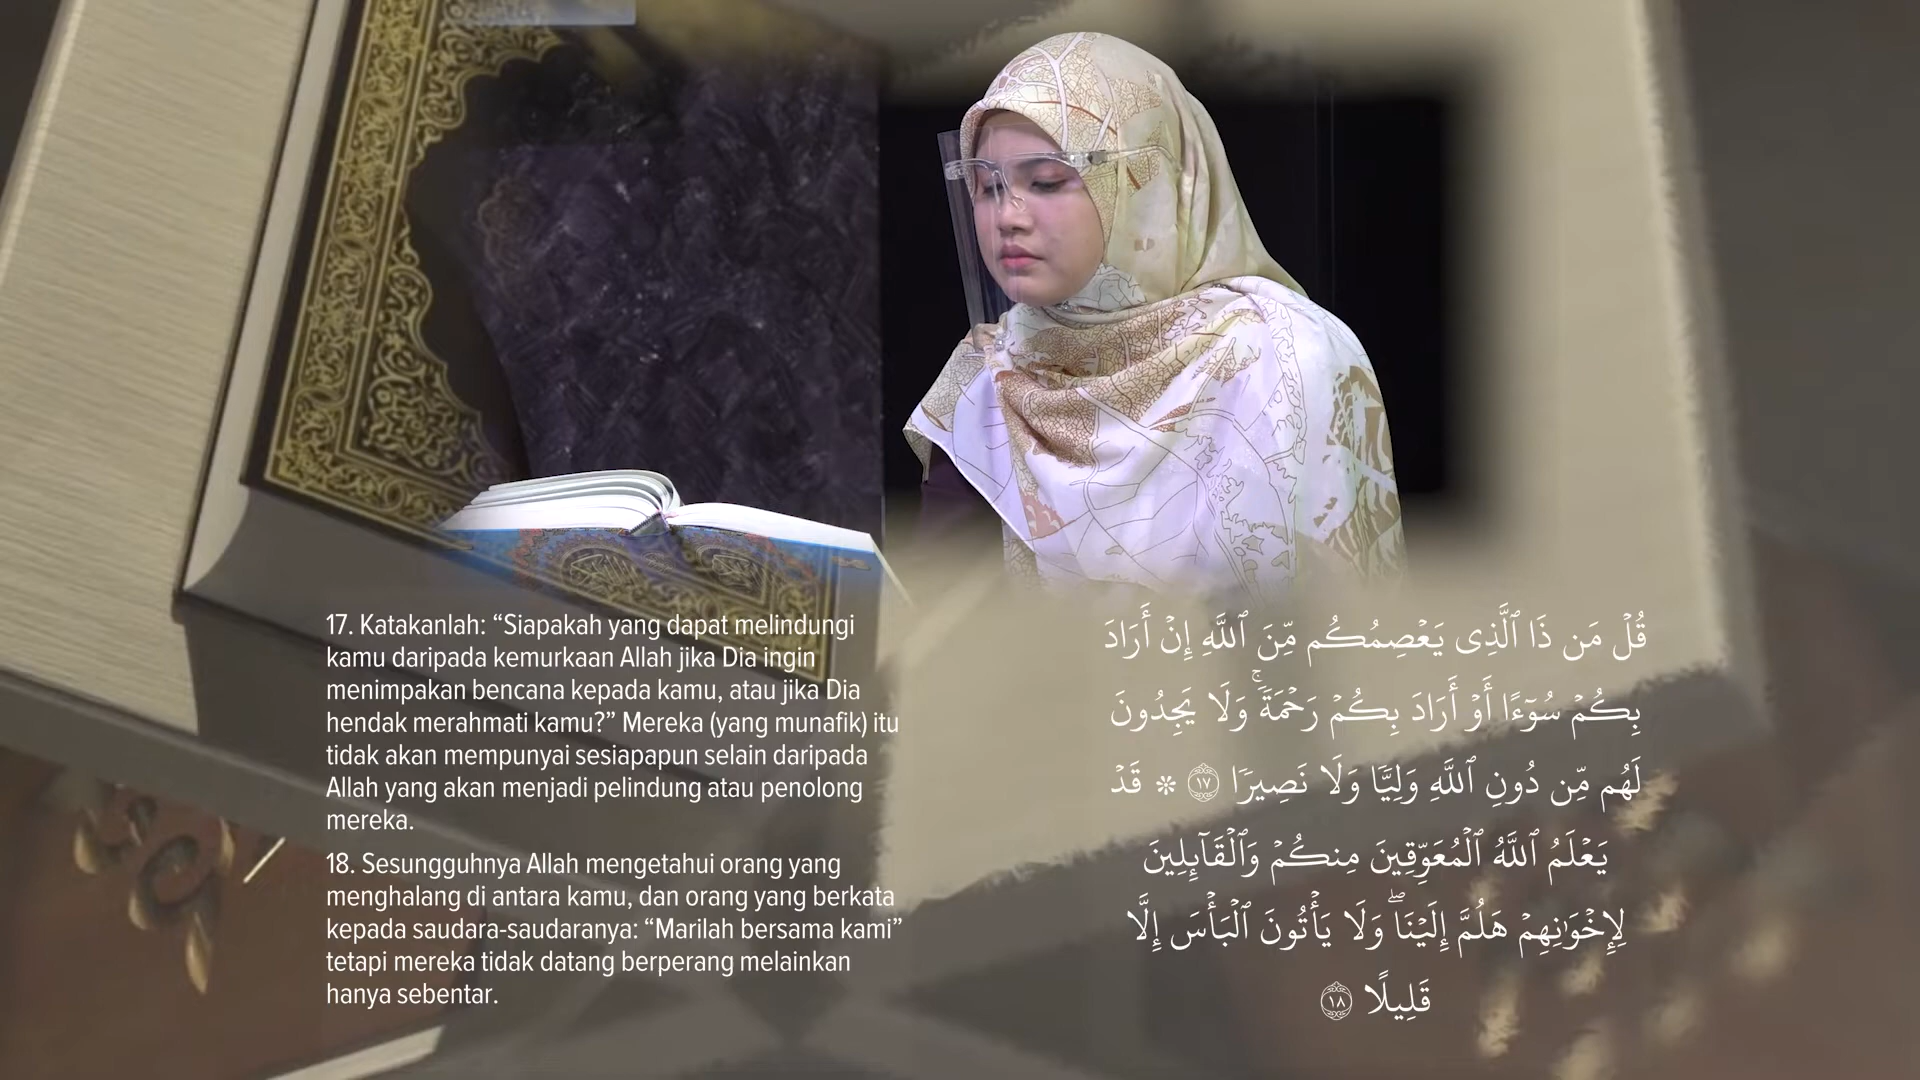 17. Katakanlah: “Siapakah yang dapat melindungi
kamu daripada kemurkaan Allah jika Dia ingin
menimpakan bencana kepada kamu, atau jika Dia
hendak merahmati kamu?” Mereka (yang munafik) itu
tidak akan mempunyai sesiapapun selain daripada
Allah yang akan menjadi pelindung atau penolong
mereka.
18. Sesungguhnya Allah mengetahui orang yang
menghalang di antara kamu, dan orang yang berkata
kepada saudara-saudaranya: “Marilah bersama kami”
tetapi mereka tidak datang berperang melainkan
hanya sebentar.
قُلۡ مَن ذَا ٱلَّذِى يَعۡصِمُكُم مِّنَ ٱللَّهِ إِنۡ أَرَادَ
بِكُمۡ سُوٓءًا أَوۡ أَرَادَ بِكُمۡ رَحۡمَةٗۚ وَلَا يَجِدُونَ
لَهُم مِّن دُونِ ٱللَّهِ وَلِيّٗا وَلَا نَصِيرٗا ١٧ ۞ قَدۡ
يَعۡلَمُ ٱللَّهُ ٱلۡمُعَوِّقِينَ مِنكُمۡ وَٱلۡقَآئِلِينَ
لِإِخۡوَٰنِهِمۡ هَلُمَّ إِلَيۡنَاۖ وَلَا يَأۡتُونَ ٱلۡبَأۡسَ إِلَّا
قَلِيلًا ١٨